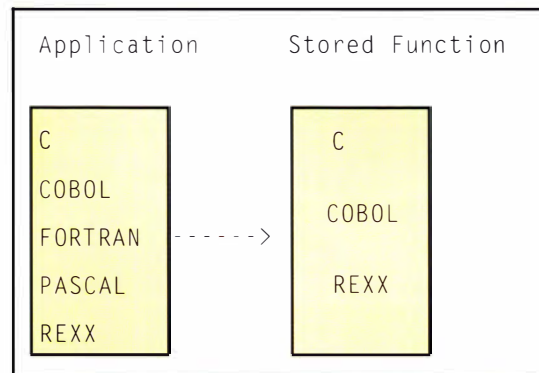 Application Stored Function
C
COBOL
FORTRAN
PASCAL
REXX
------>
C
COBOL
REXX